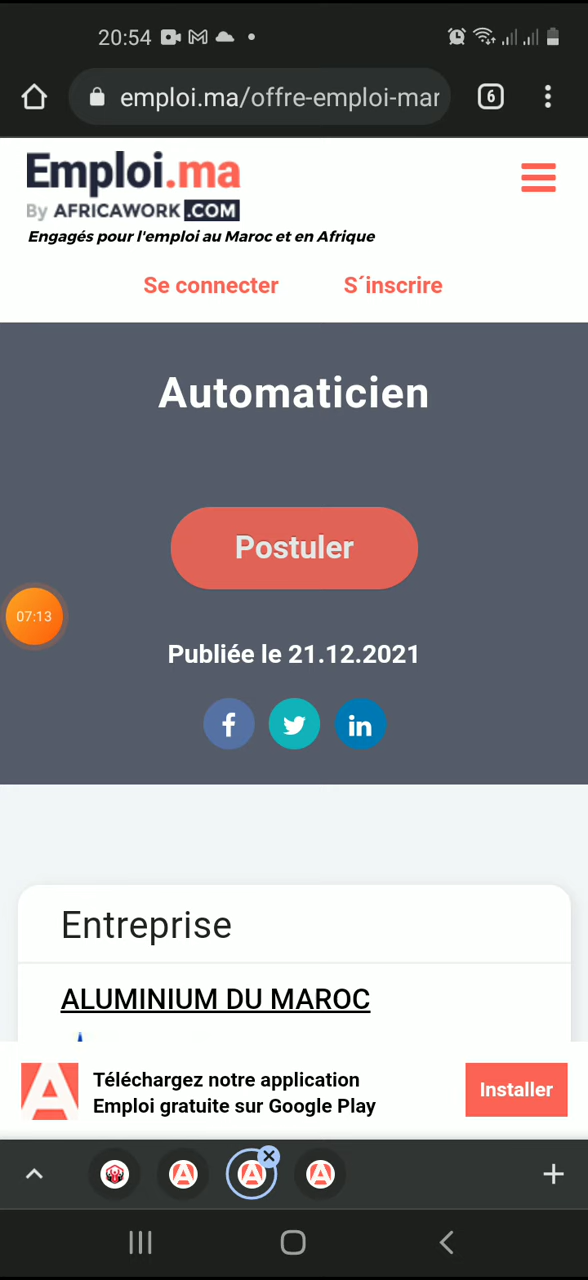 20:54
6
emploi.ma/offre-emploi-mar
Emploi.ma
By AFRICAWORK.COM
Engagés pour l'emploi au Maroc et en Afrique
Se connecter S´inscrire
Automaticien
Postuler
07:13
Publiée le 21.12.2021
Entreprise
ALUMINIUM DU MAROC
Téléchargez notre application
Emploi gratuite sur Google Play
Installer